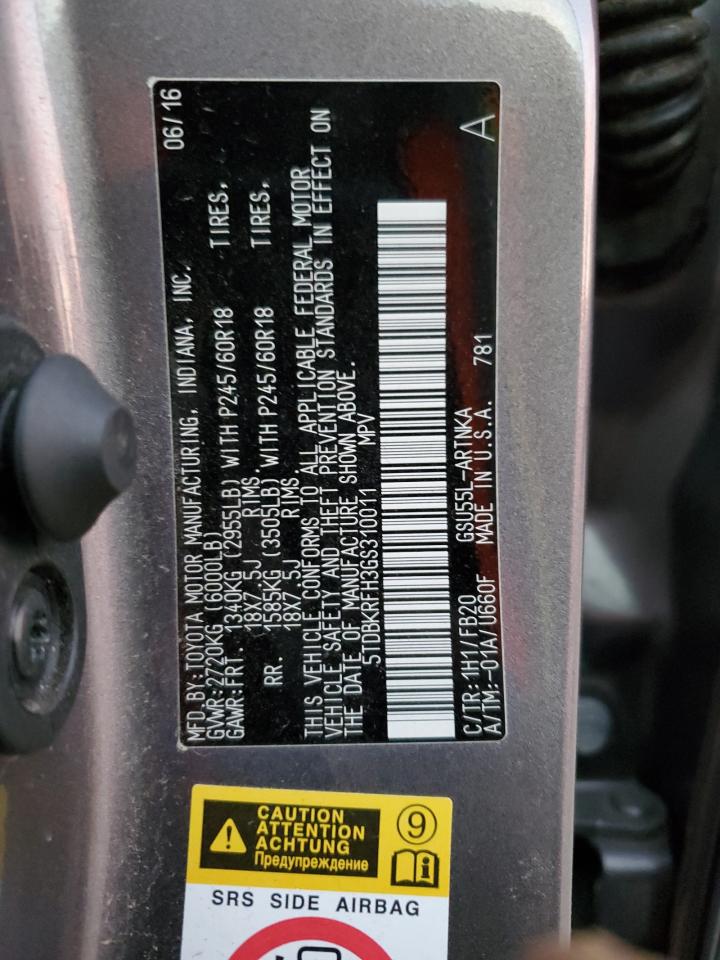 MFD.BY:TOYOTA MOTOR MANUFACTURING, INDIANA, INC. 06/16
GVWR:2720KG (6000LB)
GAWR:FRT. 1340KG (2955LB) WITH P245/60R18 TIRES,
18X7.5J RIMS
RR. 1585KG (3505LB) WITH P245/60R18 TIRES,
18X7.5J RIMS
THIS VEHICLE CONFORMS TO ALL APPLICABLE FEDERAL MOTOR
VEHICLE SAFETY AND THEFT PREVENTION STANDARDS IN EFFECT ON
THE DATE OF MANUFACTURE SHOWN ABOVE.
5TDBKRFH3GS310011 MPV
C/TR: 1H1/FB20 GSU55L-ARTNKA
A/TM:-01A/U660F MADE IN U.S.A. 781
A
CAUTION
ATTENTION
ACHTUNG
Предупреждение
9
i
SRS SIDE AIRBAG